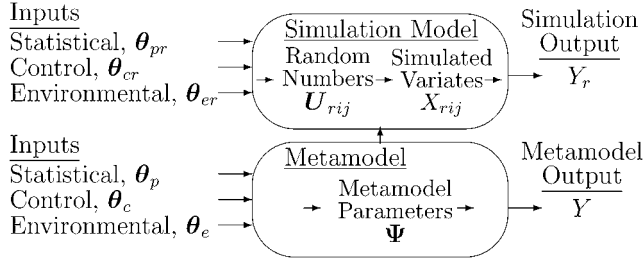 Inputs
Statistical, θ_pr
Control, θ_cr
Environmental, θ_er
Simulation Model
Random
Numbers
U_rij
Simulated
Variates
X_rij
Simulation
Output
Y_r
Inputs
Statistical, θ_p
Control, θ_c
Environmental, θ_e
Metamodel
Metamodel
Parameters
Ψ
Metamodel
Output
Y